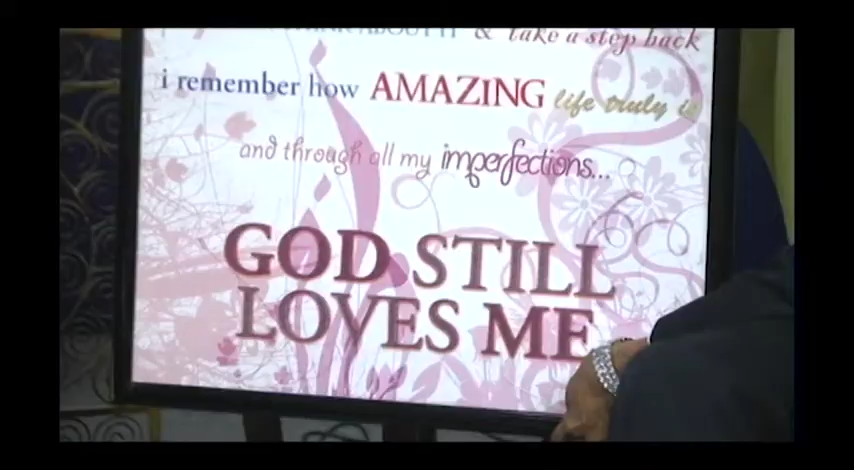 & take a step back
i remember how AMAZING life truly is
and through all my imperfections...
GOD STILL
LOVES ME